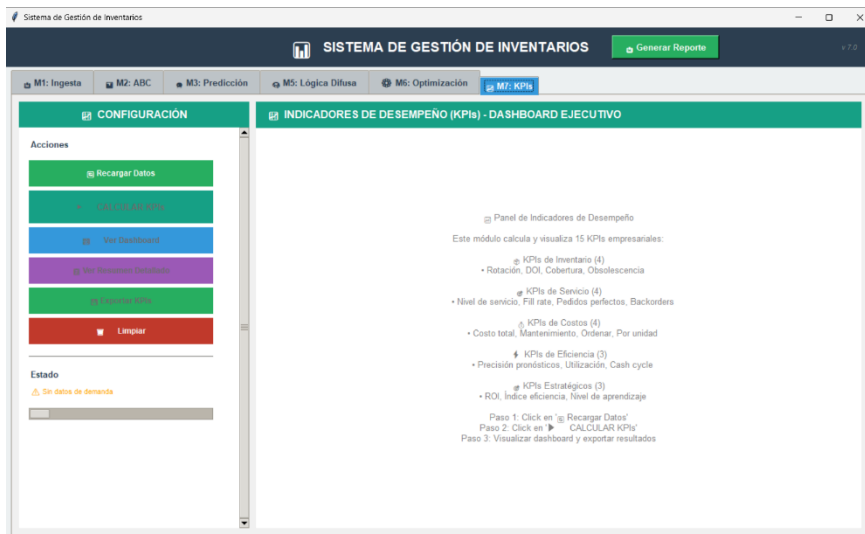 Sistema de Gestión de Inventarios
SISTEMA DE GESTIÓN DE INVENTARIOS
Generar Reporte
v 7.0
M1: Ingesta
M2: ABC
M3: Predicción
M5: Lógica Difusa
M6: Optimización
M7: KPIs
CONFIGURACIÓN
INDICADORES DE DESEMPEÑO (KPIs) - DASHBOARD EJECUTIVO
Acciones
Recargar Datos
CALCULAR KPIs
Ver Dashboard
Exportar KPIs
Limpiar
Estado
Sin datos de demanda
Panel de Indicadores de Desempeño
Este módulo calcula y visualiza 15 KPIs empresariales:
KPIs de Inventario (4)
• Rotación, DOI, Cobertura, Obsolescencia
KPIs de Servicio (4)
• Nivel de servicio, Fill rate, Pedidos perfectos, Backorders
KPIs de Costos (4)
• Costo total, Mantenimiento, Ordenar, Por unidad
KPIs de Eficiencia (3)
• Precisión pronósticos, Utilización, Cash cycle
KPIs Estratégicos (3)
• ROI, Índice eficiencia, Nivel de aprendizaje
Paso 1: Click en 'Recargar Datos'
Paso 2: Click en '▶ CALCULAR KPIs'
Paso 3: Visualizar dashboard y exportar resultados